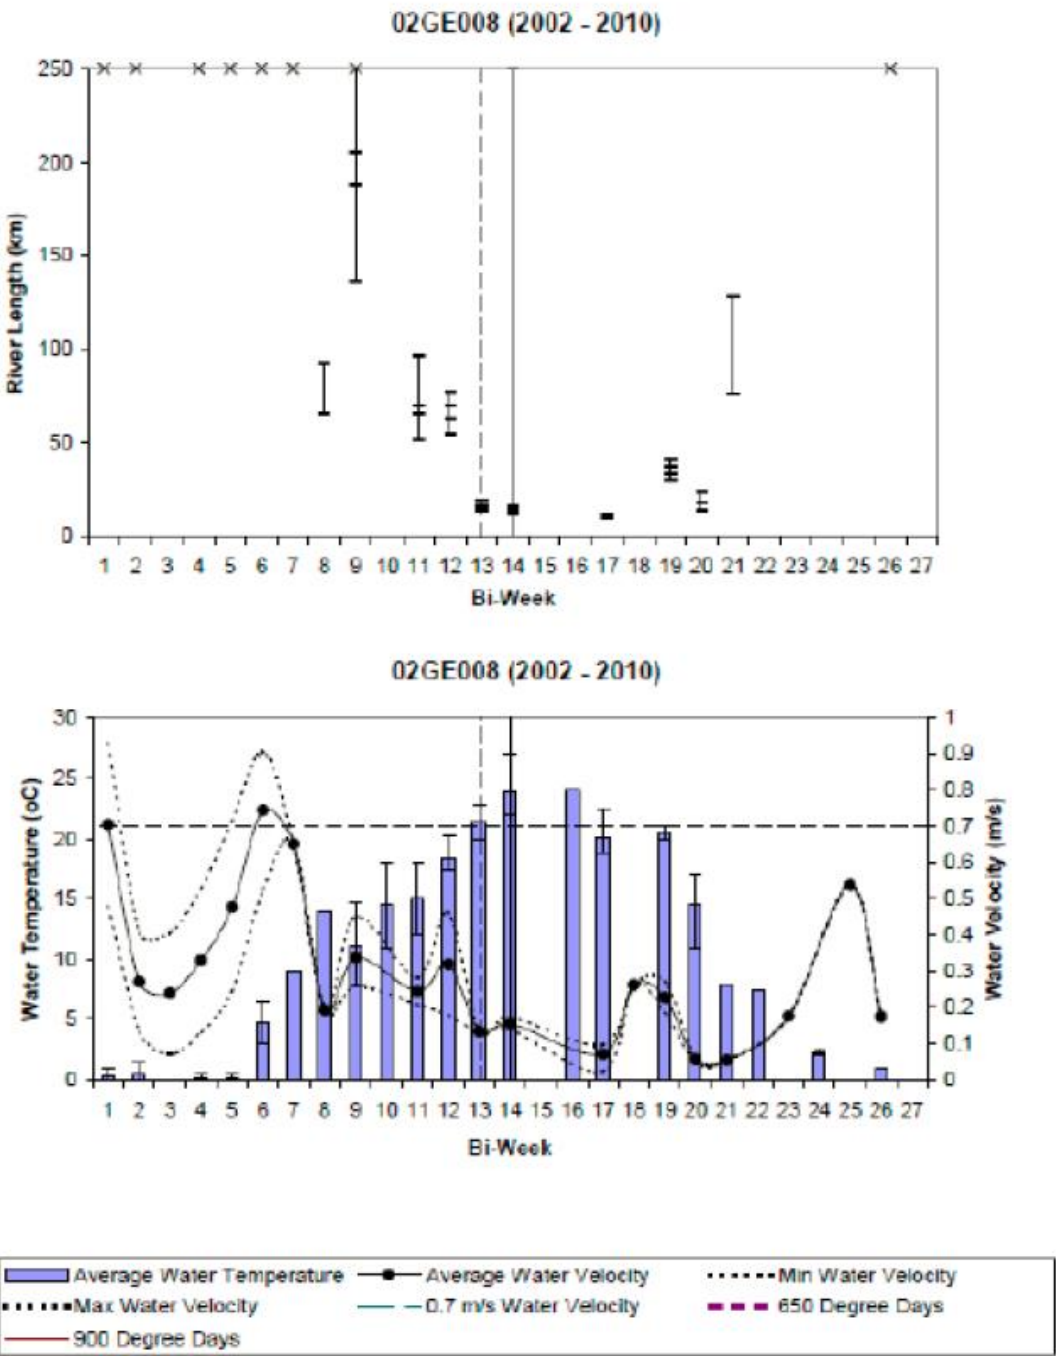 02GE008 (2002 - 2010)
250
200
150
100
50
0
River Length (km)
1 2 3 4 5 6 7 8 9 10 11 12 13 14 15 16 17 18 19 20 21 22 23 24 25 26 27
Bi-Week
02GE008 (2002 - 2010)
30
25
20
15
10
5
0
Water Temperature (oC)
1
0.9
0.8
0.7
0.6
0.5
0.4
0.3
0.2
0.1
0
Water Velocity (m/s)
1 2 3 4 5 6 7 8 9 10 11 12 13 14 15 16 17 18 19 20 21 22 23 24 25 26 27
Bi-Week
Average Water Temperature Average Water Velocity Min Water Velocity
Max Water Velocity 0.7 m/s Water Velocity 650 Degree Days
900 Degree Days